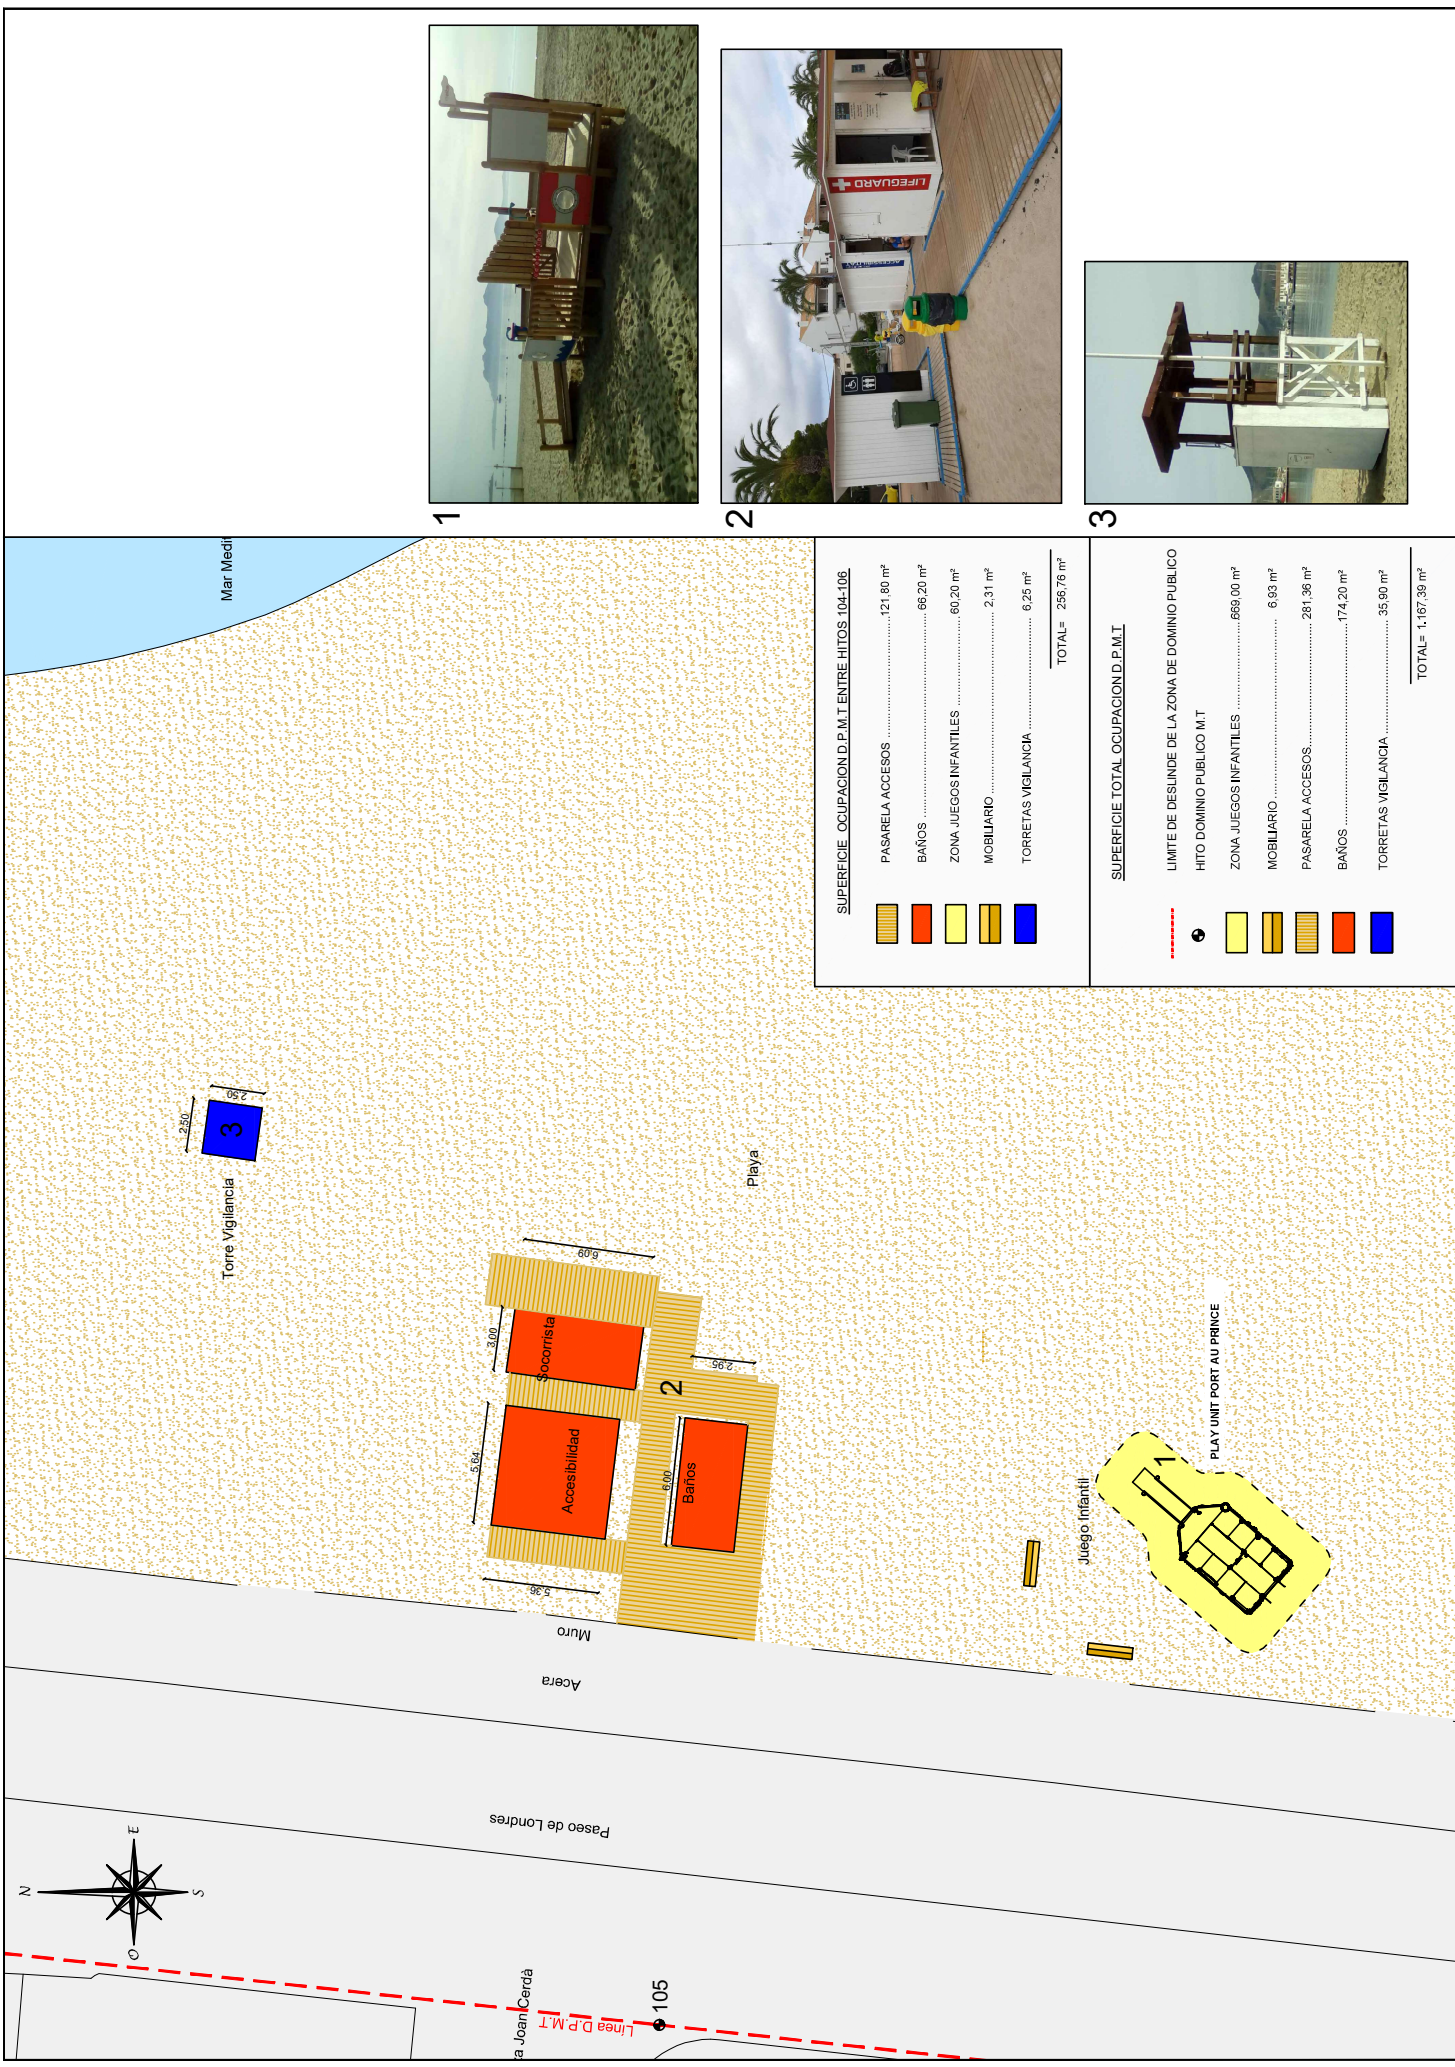 1
2
3
LIFEGUARD
Mar Medit
SUPERFICIE OCUPACION D.P.M.T ENTRE HITOS 104-106
PASARELA ACCESOS ........................ 121,80 m²
BAÑOS ........................ 66,20 m²
ZONA JUEGOS INFANTILES ........................ 60,20 m²
MOBILIARIO ........................ 2,31 m²
TORRETAS VIGILANCIA ........................ 6,25 m²
TOTAL= 256,76 m²
SUPERFICIE TOTAL OCUPACION D.P.M.T
LIMITE DE DESLINDE DE LA ZONA DE DOMINIO PUBLICO
HITO DOMINIO PUBLICO M.T
ZONA JUEGOS INFANTILES ........................ 669,00 m²
MOBILIARIO ........................ 6,93 m²
PASARELA ACCESOS ........................ 281,36 m²
BAÑOS ........................ 174,20 m²
TORRETAS VIGILANCIA ........................ 35,90 m²
TOTAL= 1.167,39 m²
2,50
2,50
3
Torre Vigilancia
Playa
6,09
3,00
Socorrista
2,95
2
5,64
Accesibilidad
6,00
Baños
5,36
Juego Infantil
1
PLAY UNIT PORT AU PRINCE
Muro
Acera
Paseo de Londres
N
E
S
O
a Joan Cerdà
Línea D.P.M.T
105